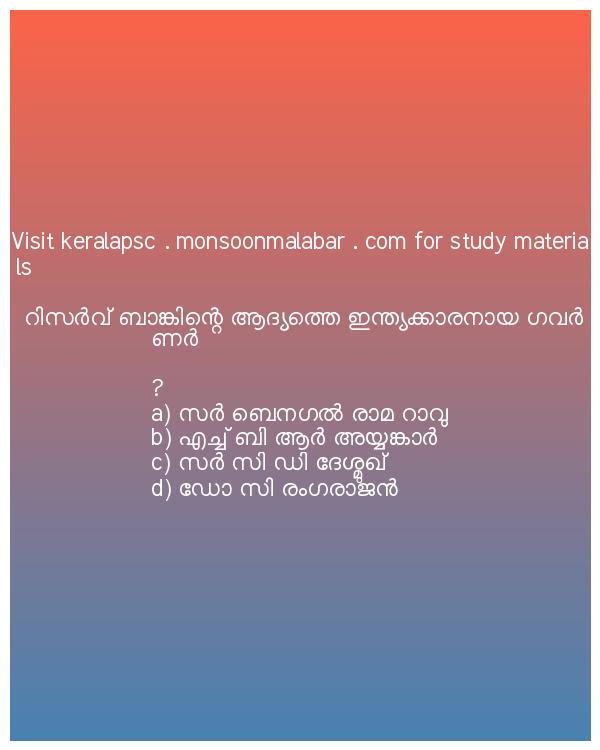 Visit keralapsc . monsoonmalabar . com for study materia
ls
റിസർവ് ബാങ്കിന്റെ ആദ്യത്തെ ഇന്ത്യക്കാരനായ ഗവർ
ണർ
?
a) സർ ബെനഗൽ രാമ റാവു
b) എച്ച് ബി ആർ അയ്യങ്കാർ
c) സർ സി ഡി ദേശ്മുഖ്
d) ഡോ സി രംഗരാജൻ